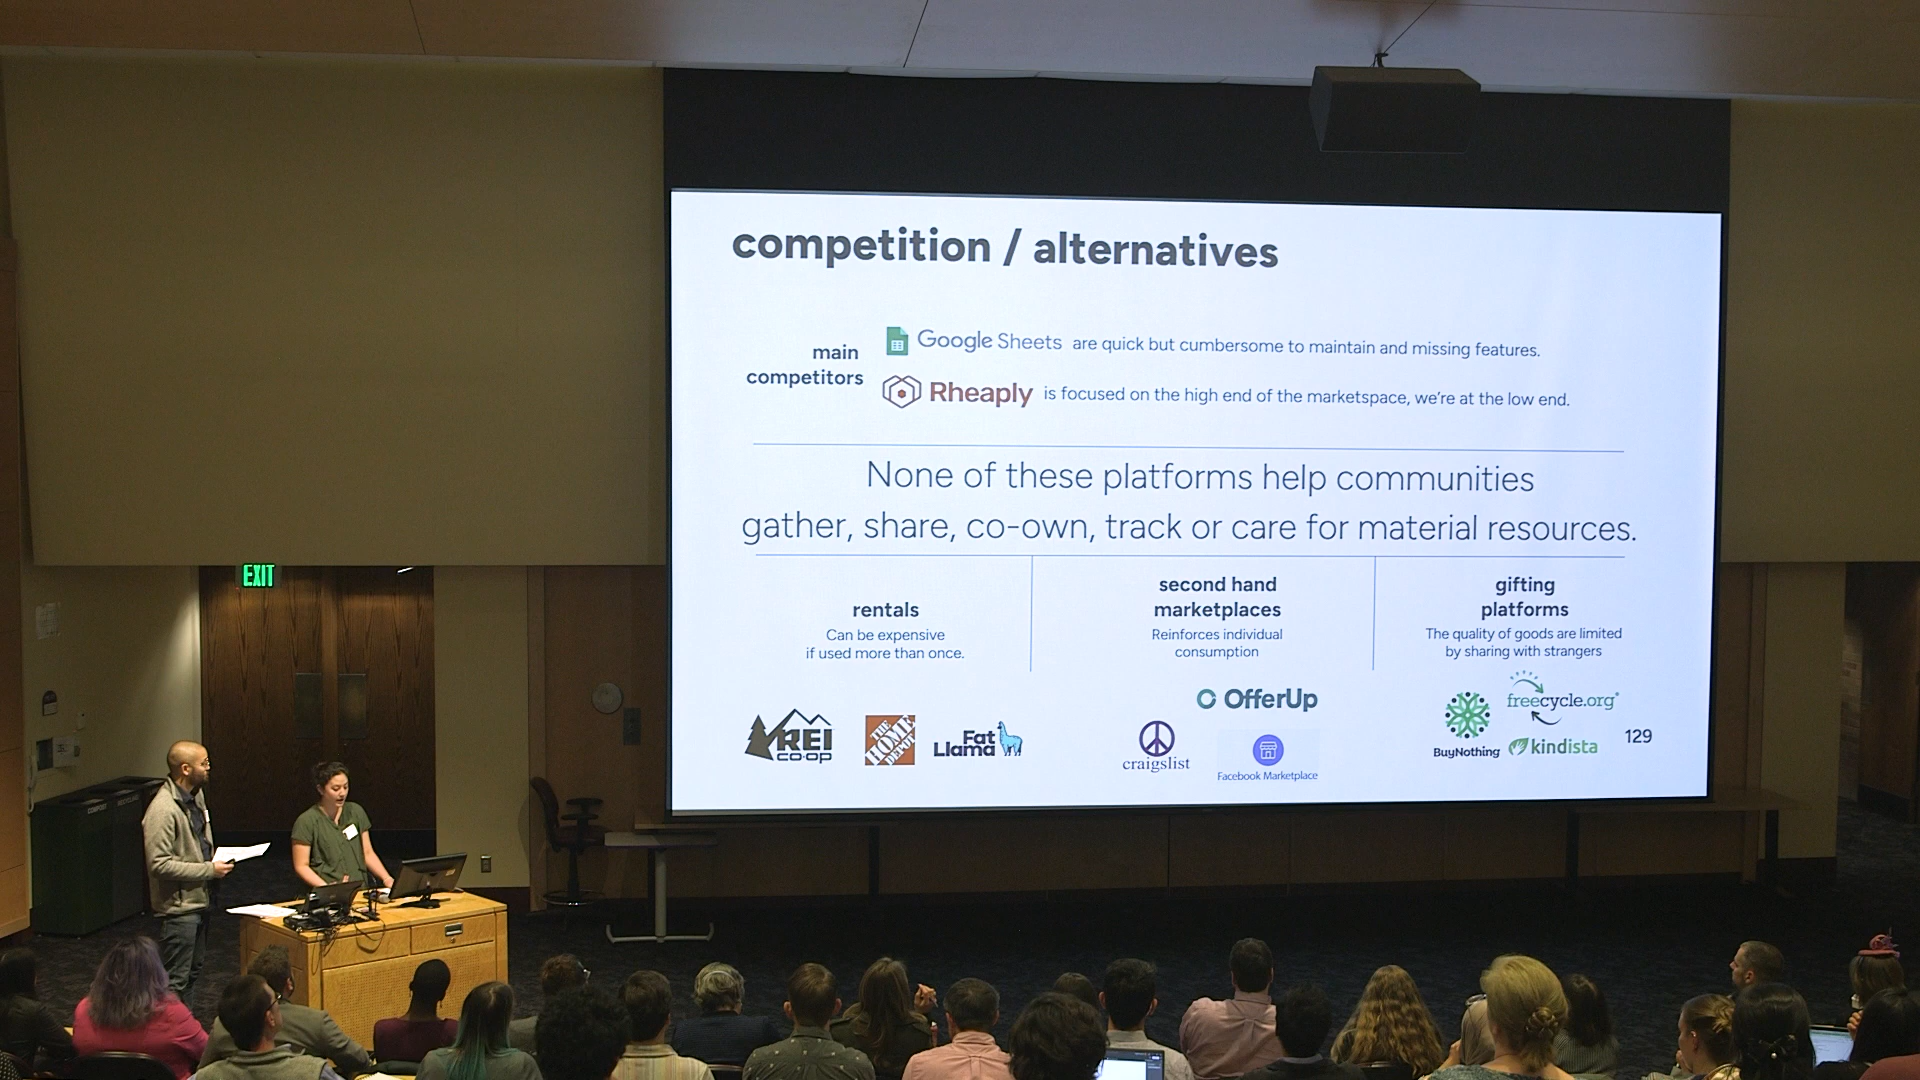 competition / alternatives
main
competitors
Google Sheets are quick but cumbersome to maintain and missing features.
Rheaply is focused on the high end of the marketspace, we're at the low end.
None of these platforms help communities
gather, share, co-own, track or care for material resources.
rentals
Can be expensive
if used more than once.
REI
co·op
THE
HOME
DEPOT
Fat
Llama
second hand
marketplaces
Reinforces individual
consumption
OfferUp
craigslist
Facebook Marketplace
gifting
platforms
The quality of goods are limited
by sharing with strangers
freecycle.org
BuyNothing
kindista
129
EXIT